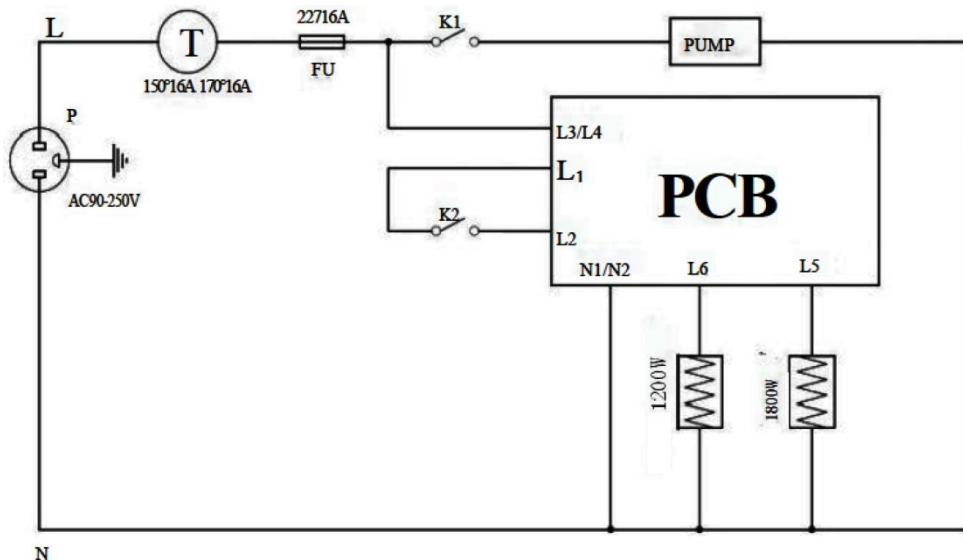 L
T
22716A
K1
PUMP
FU
150°16A 170°16A
P
L3/L4
L1
PCB
AC90-250V
K2
L2
N1/N2
L6
L5
1200W
1800W
N